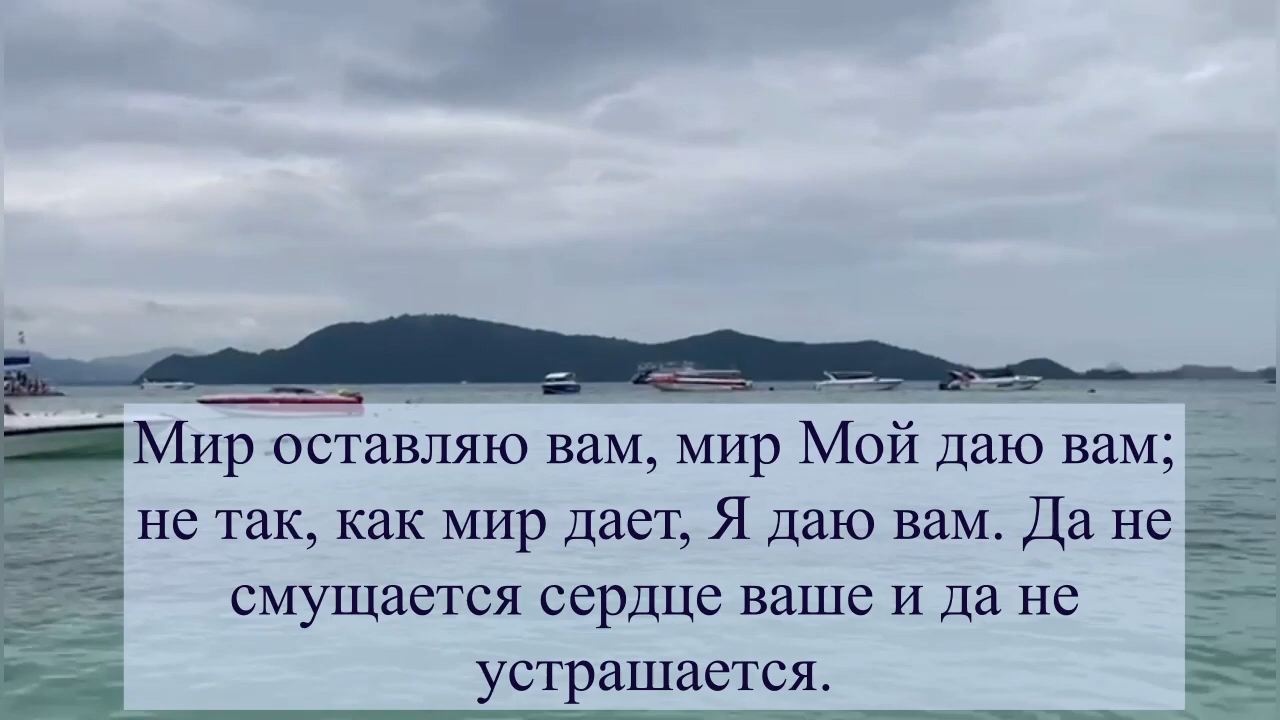 Мир оставляю вам, мир Мой даю вам;
не так, как мир дает, Я даю вам. Да не
смущается сердце ваше и да не
устрашается.